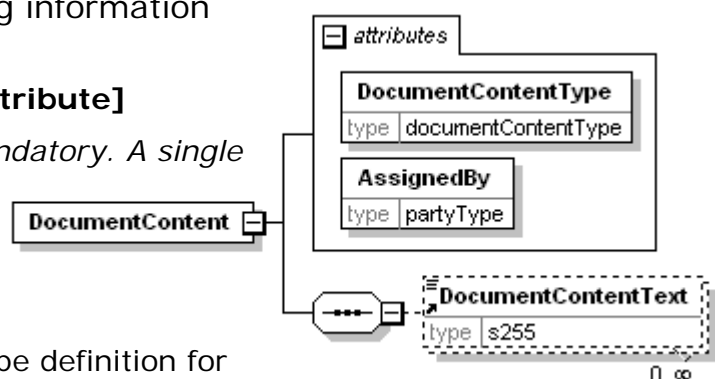 g information
tribute]
ndatory. A single
pe definition for
attributes
DocumentContentType
type documentContentType
AssignedBy
type partyType
DocumentContent
DocumentContentText
type s255
0..∞